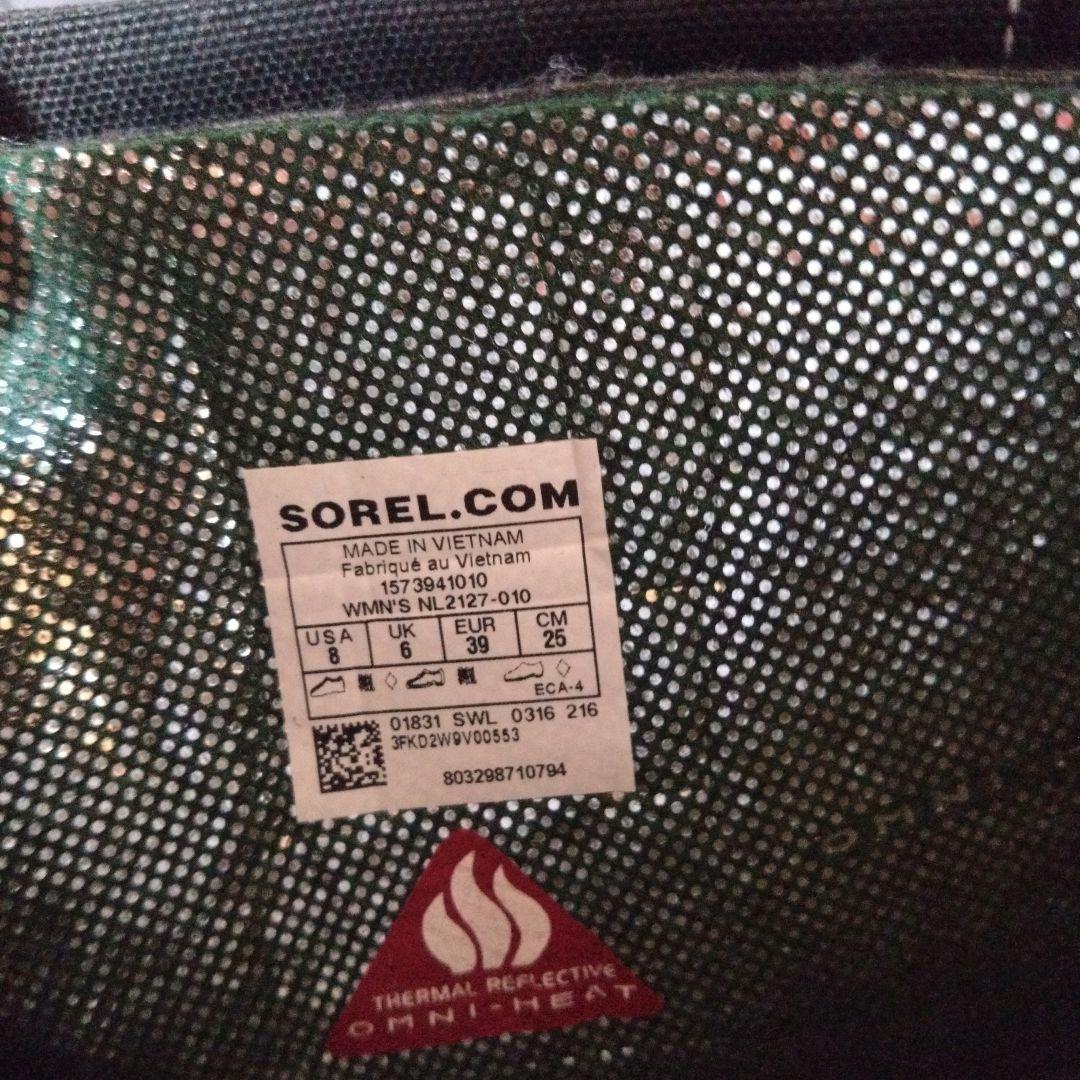 SOREL.COM
MADE IN VIETNAM
Fabriqué au Vietnam
1573941010
WMN'S NL2127-010
USA UK EUR CM
8 6 39 25
ECA-4
01831 SWL 0316 216
3FKD2W9V00553
803298710794
THERMAL REFLECTIVE
OMNI-HEAT